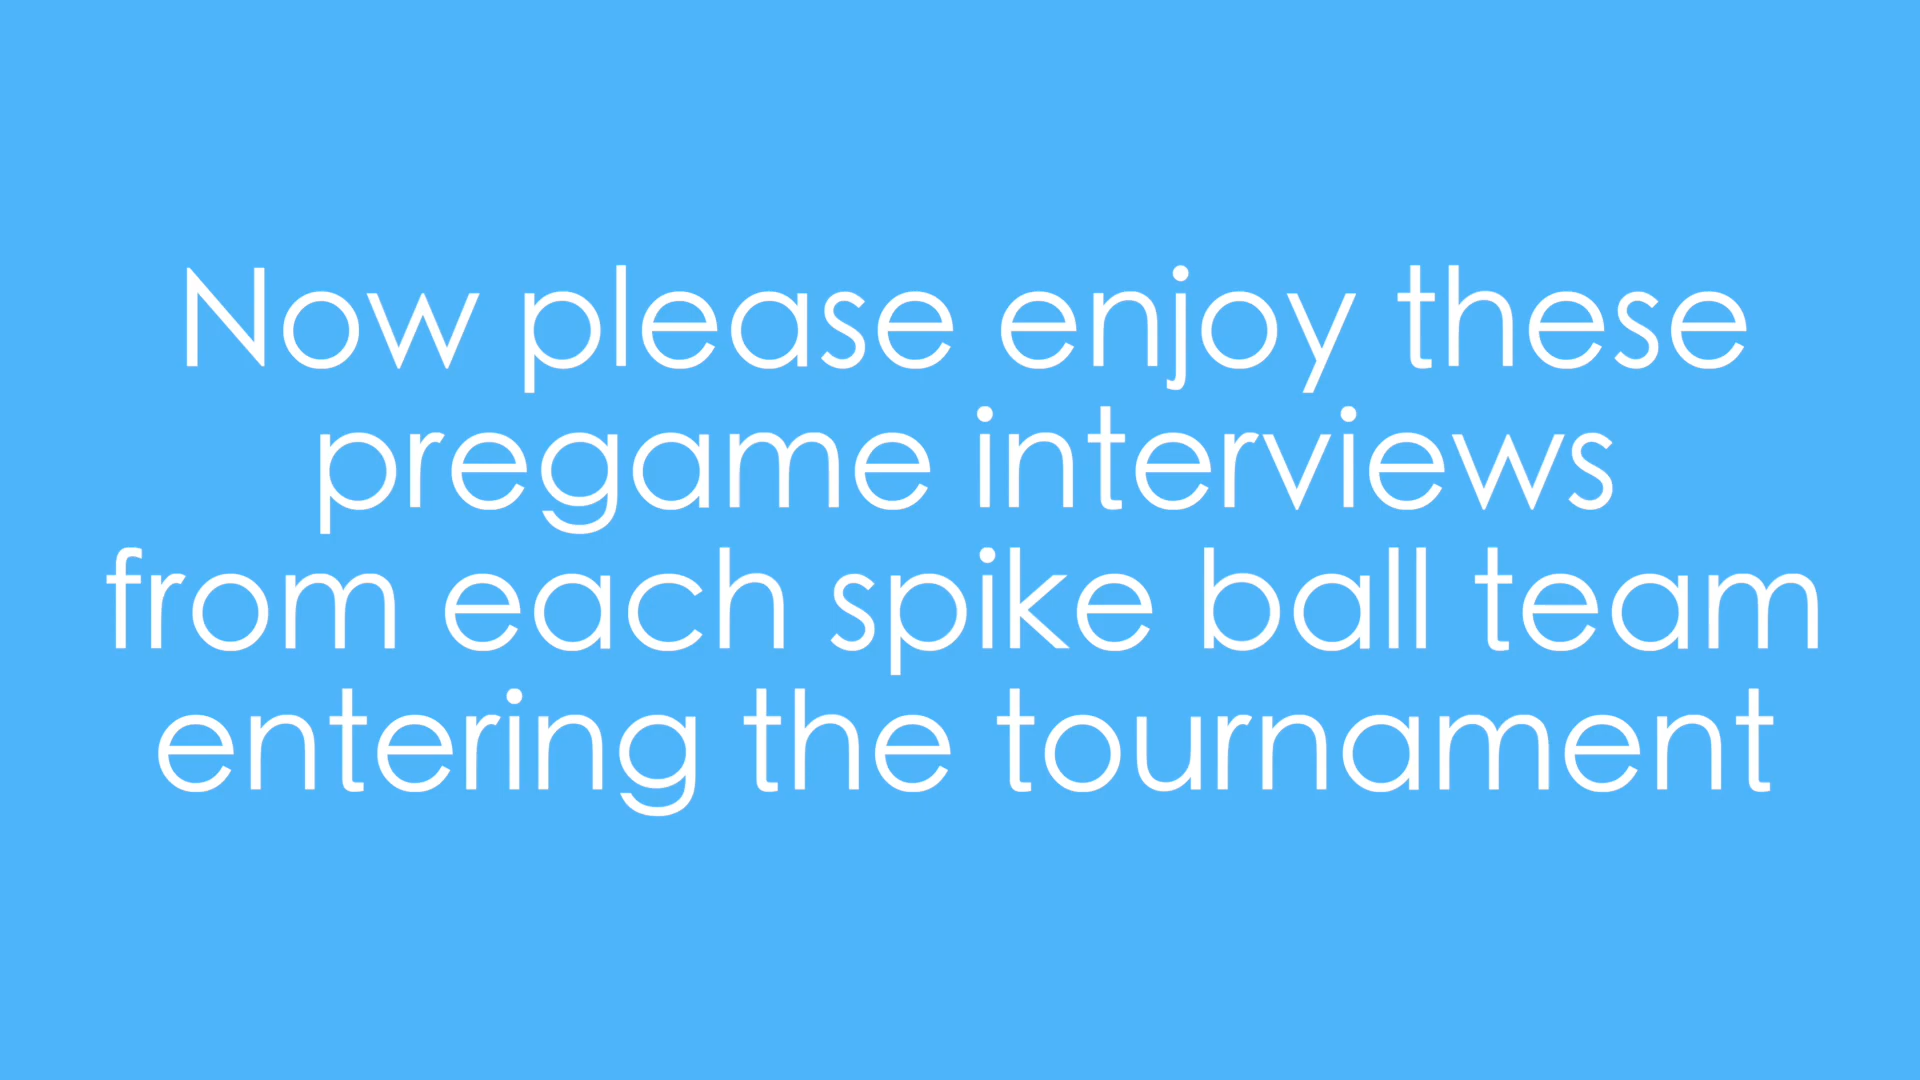 Now please enjoy these
pregame interviews
from each spike ball team
entering the tournament